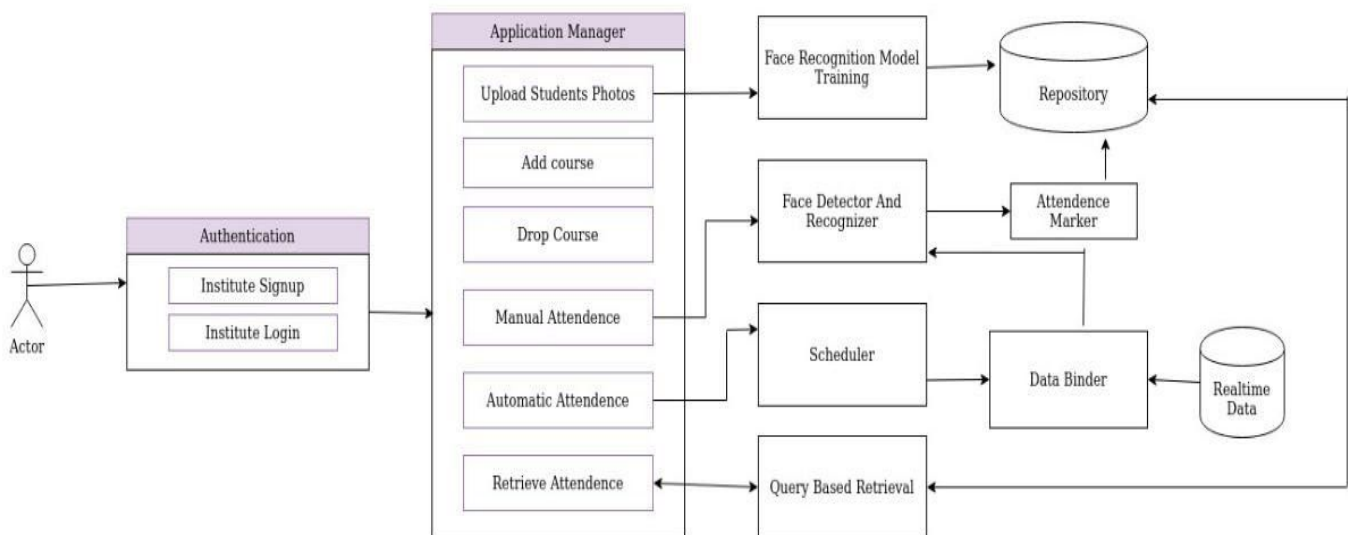 Application Manager
Upload Students Photos
Add course
Drop Course
Manual Attendence
Automatic Attendence
Retrieve Attendence
Authentication
Institute Signup
Institute Login
Actor
Face Recognition Model
Training
Repository
Face Detector And
Recognizer
Attendence
Marker
Scheduler
Data Binder
Realtime
Data
Query Based Retrieval